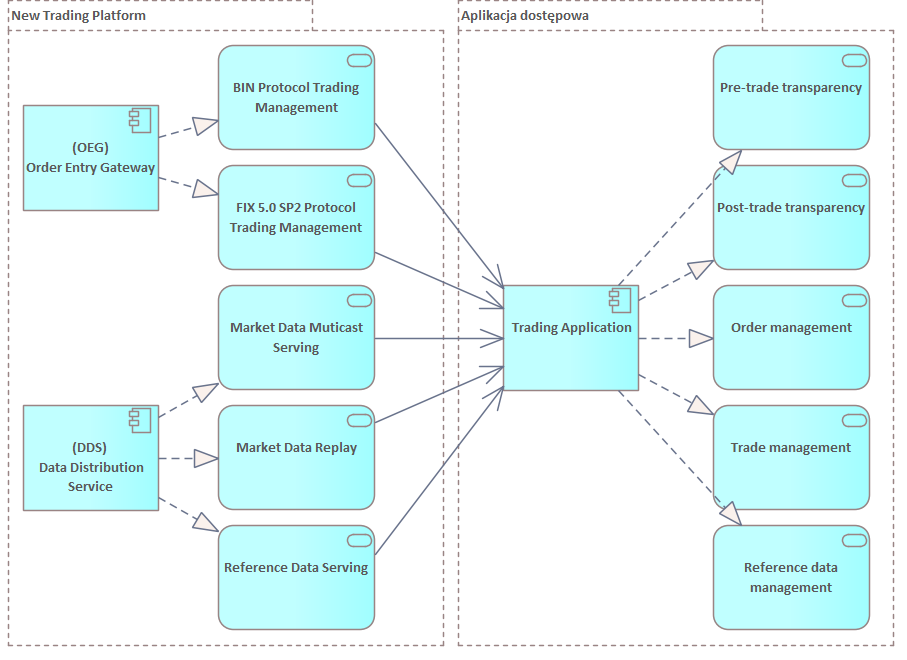 New Trading Platform
(OEG)
Order Entry Gateway
BIN Protocol Trading
Management
FIX 5.0 SP2 Protocol
Trading Management
Market Data Muticast
Serving
(DDS)
Data Distribution
Service
Market Data Replay
Reference Data Serving
Aplikacja dostępowa
Trading Application
Pre-trade transparency
Post-trade transparency
Order management
Trade management
Reference data
management